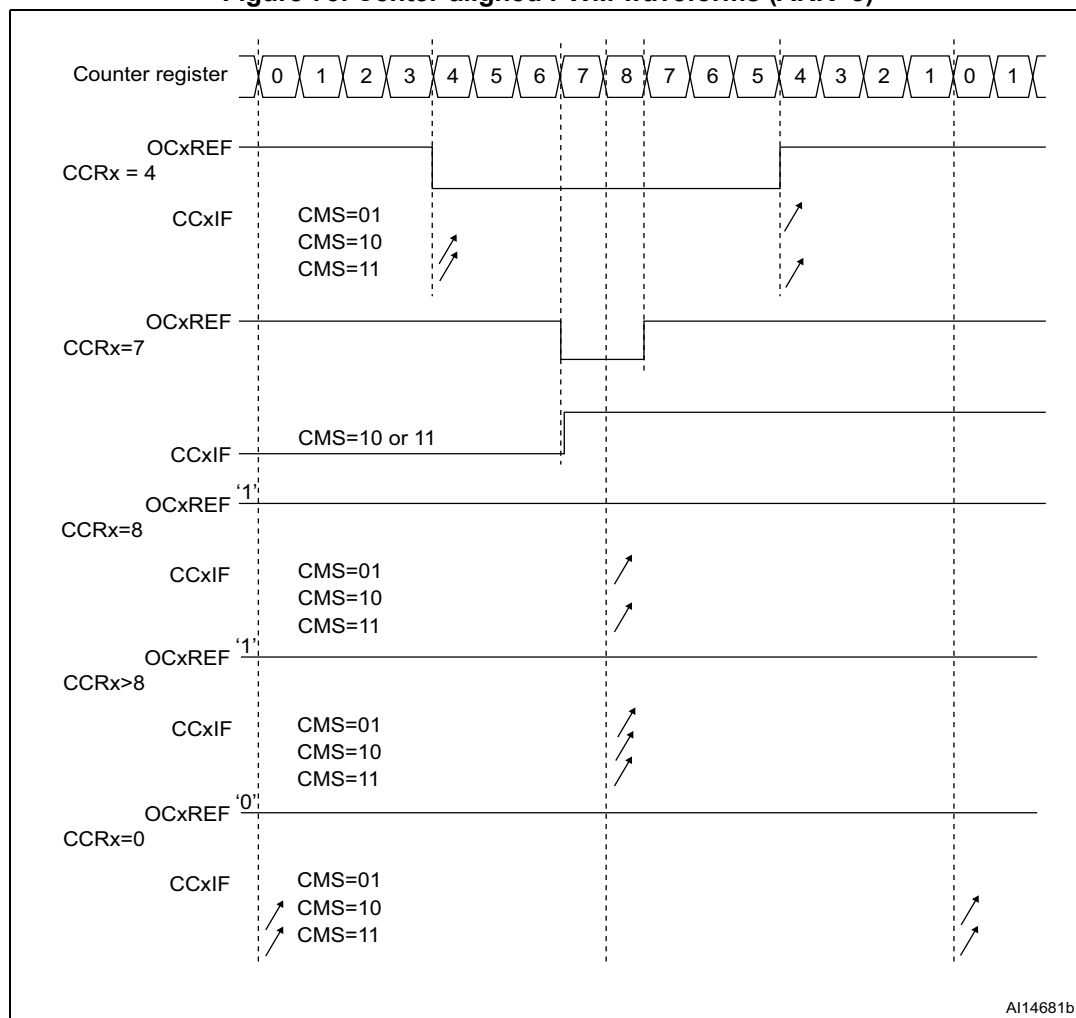 Counter register 0 1 2 3 4 5 6 7 8 7 6 5 4 3 2 1 0 1
OCxREF
CCRx = 4
CCxIF
CMS=01
CMS=10
CMS=11
OCxREF
CCRx=7
CMS=10 or 11
CCxIF
'1'
OCxREF
CCRx=8
CCxIF
CMS=01
CMS=10
CMS=11
'1'
OCxREF
CCRx>8
CCxIF
CMS=01
CMS=10
CMS=11
'0'
OCxREF
CCRx=0
CCxIF
CMS=01
CMS=10
CMS=11
AI14681b